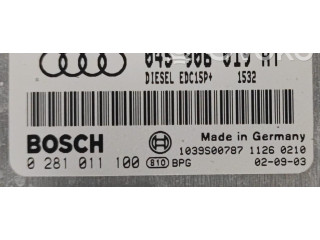 045 906 019
DIESEL EDC15P+ 1532
BOSCH
Made in Germany
0 281 011 100
1039S00787 1126 0210
810 BPG
02-09-03